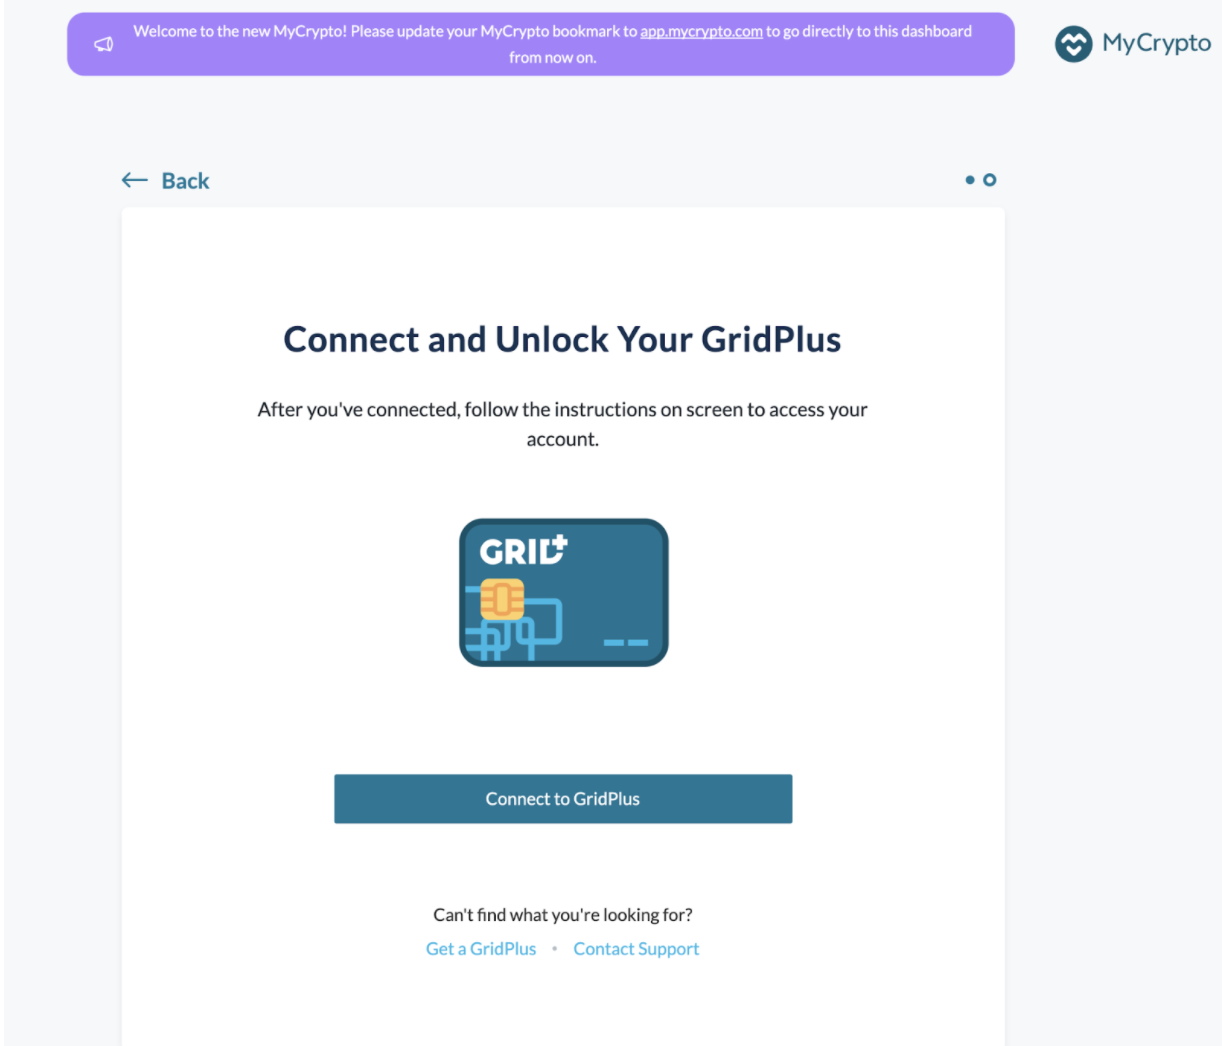 Welcome to the new MyCrypto! Please update your MyCrypto bookmark to app.mycrypto.com to go directly to this dashboard
from now on.
MyCrypto
Back
Connect and Unlock Your GridPlus
After you've connected, follow the instructions on screen to access your
account.
GRID+
Connect to GridPlus
Can't find what you're looking for?
Get a GridPlus • Contact Support